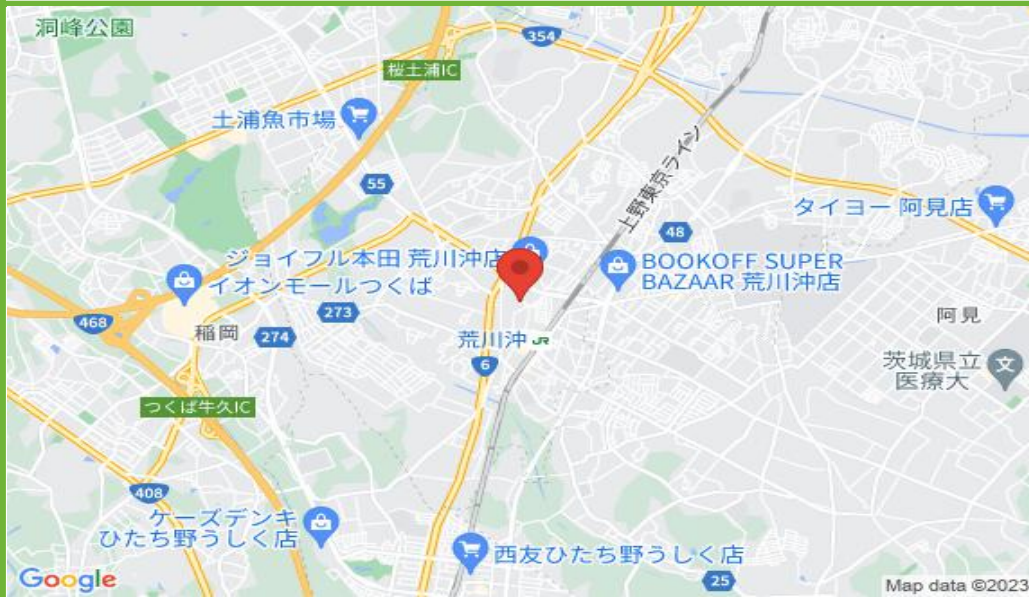 洞峰公園
354
桜土浦IC
土浦魚市場
上野東京ライン
55
タイヨー 阿見店
48
ジョイフル本田 荒川沖店
イオンモールつくば
BOOKOFF SUPER
BAZAAR 荒川沖店
273
468
稲岡
274
荒川沖 JR
阿見
6
茨城県立
医療大
文
つくば牛久IC
408
ケーズデンキ
ひたち野うしく店
西友ひたち野うしく店
25
Google
Map data ©2023